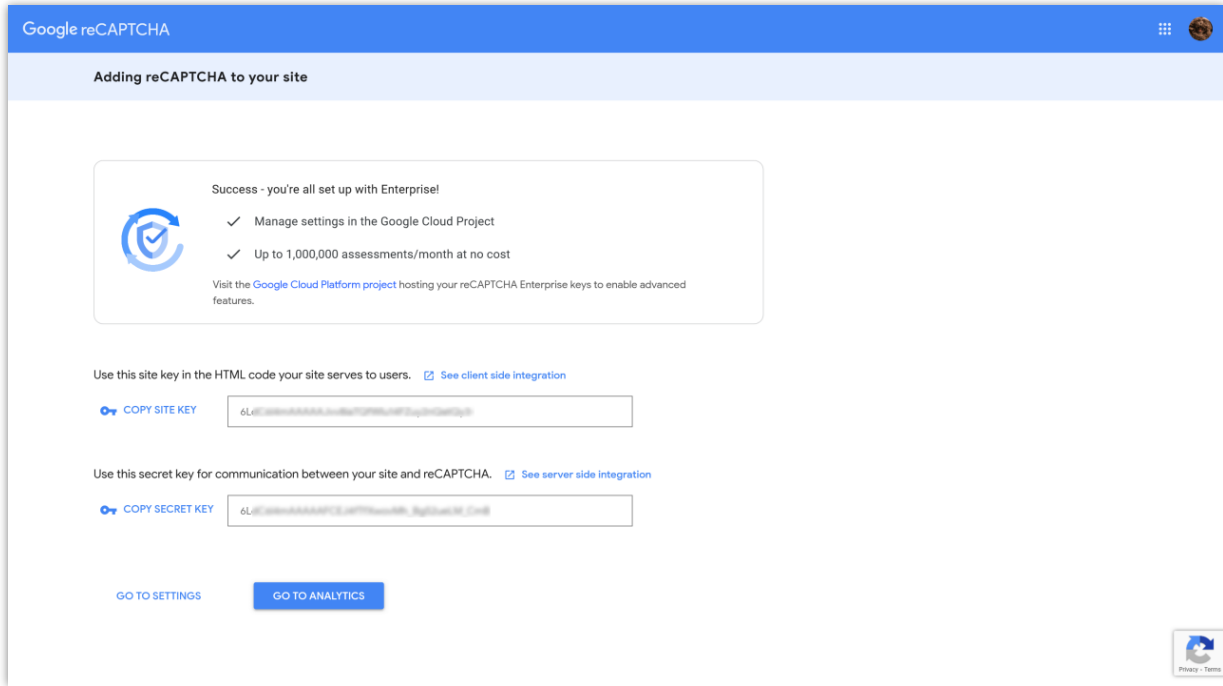 Google reCAPTCHA
Adding reCAPTCHA to your site
Success - you're all set up with Enterprise!
Manage settings in the Google Cloud Project
Up to 1,000,000 assessments/month at no cost
Visit the Google Cloud Platform project hosting your reCAPTCHA Enterprise keys to enable advanced
features.
Use this site key in the HTML code your site serves to users. See client side integration
COPY SITE KEY
Use this secret key for communication between your site and reCAPTCHA. See server side integration
COPY SECRET KEY
GO TO SETTINGS GO TO ANALYTICS
Privacy - Terms